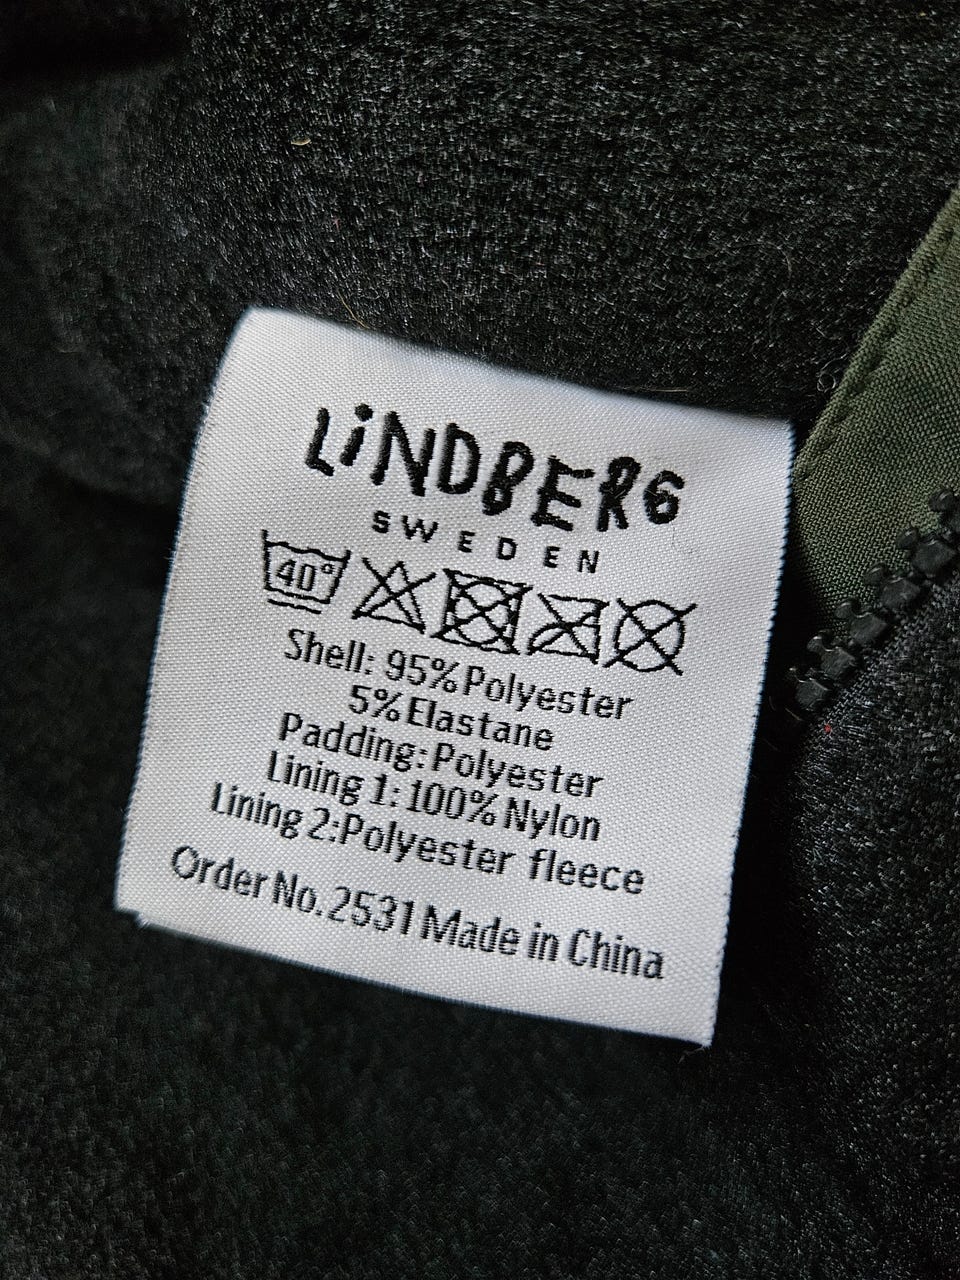 LiNDBERG
SWEDEN
40°
Shell: 95% Polyester
5% Elastane
Padding: Polyester
Lining 1: 100% Nylon
Lining 2:Polyester fleece
Order No. 2531 Made in China